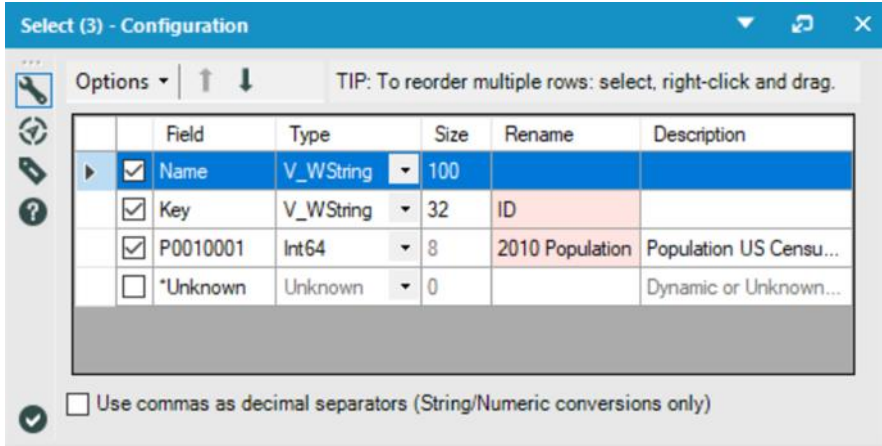 Select (3) - Configuration
Options TIP: To reorder multiple rows: select, right-click and drag.
Field Type Size Rename Description
Name V_WString 100
Key V_WString 32 ID
P0010001 Int64 8 2010 Population Population US Censu...
*Unknown Unknown 0 Dynamic or Unknown...
Use commas as decimal separators (String/Numeric conversions only)